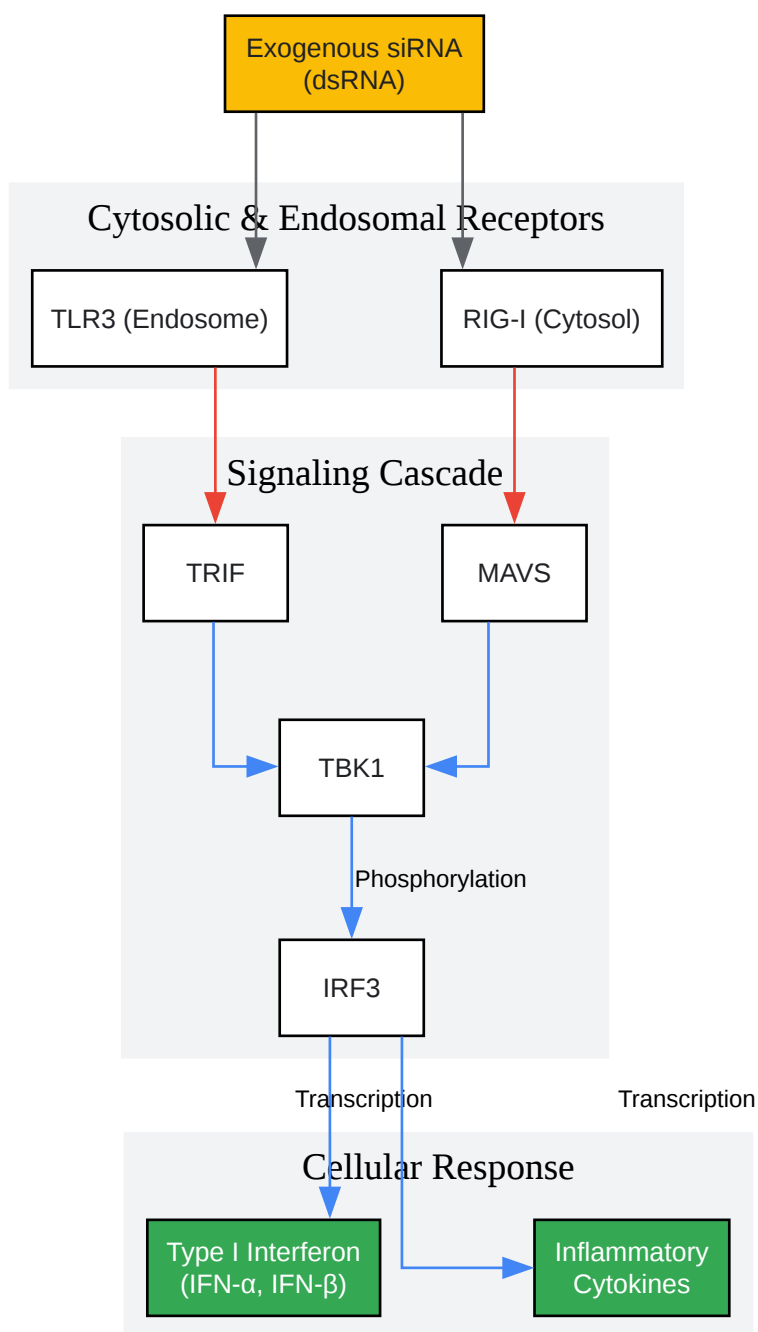 Exogenous siRNA
(dsRNA)
Cytosolic & Endosomal Receptors
TLR3 (Endosome)
RIG-I (Cytosol)
Signaling Cascade
TRIF
MAVS
TBK1
Phosphorylation
IRF3
Transcription
Transcription
Cellular Response
Type I Interferon
(IFN-α, IFN-β)
Inflammatory
Cytokines